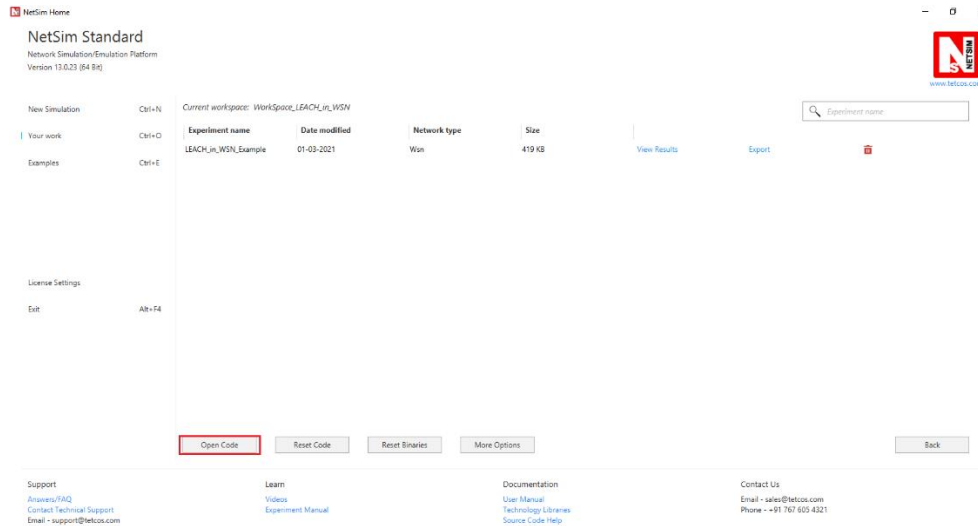 NetSim Home
NetSim Standard
Network Simulation/Emulation Platform
Version 13.0.23 (64 Bit)
NETSIM
www.tetcos.com
New Simulation Ctrl+N
Your work Ctrl+O
Examples Ctrl+E
License Settings
Exit Alt+F4
Current workspace: WorkSpace_LEACH_in_WSN
Experiment name
Experiment name Date modified Network type Size
LEACH_in_WSN_Example 01-03-2021 Wsn 419 KB View Results Export
Open Code Reset Code Reset Binaries More Options Back
Support
Answers/FAQ
Contact Technical Support
Email - support@tetcos.com
Learn
Videos
Experiment Manual
Documentation
User Manual
Technology Libraries
Source Code Help
Contact Us
Email - sales@tetcos.com
Phone - +91 767 605 4321